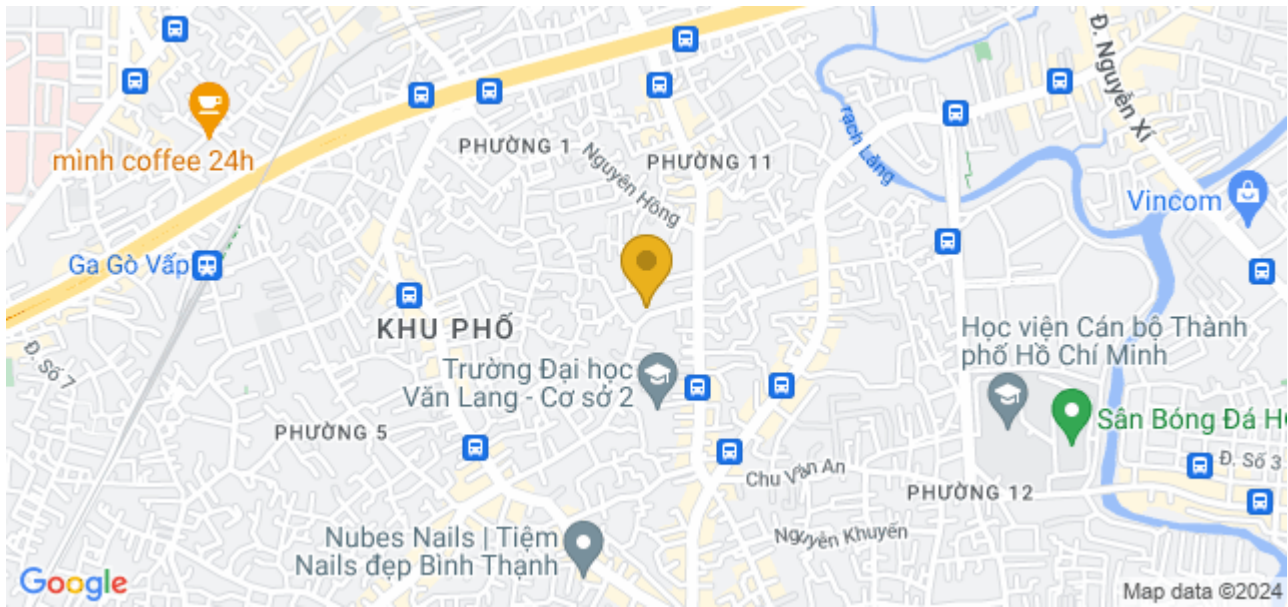 Đ. Nguyễn Xí
rạch Lăng
PHƯỜNG 1
PHƯỜNG 11
minh coffee 24h
Nguyên Hồng
Vincom
Ga Gò Vấp
KHU PHỐ
Học viện Cán bộ Thành
phố Hồ Chí Minh
Đ. Số 7
Trường Đại học
Văn Lang - Cơ sở 2
Sân Bóng Đá H
PHƯỜNG 5
Đ. Số 3
Chu Văn An
PHƯỜNG 12
Nguyễn Khuyến
Nubes Nails | Tiệm
Nails đẹp Bình Thạnh
Google
Map data ©2024